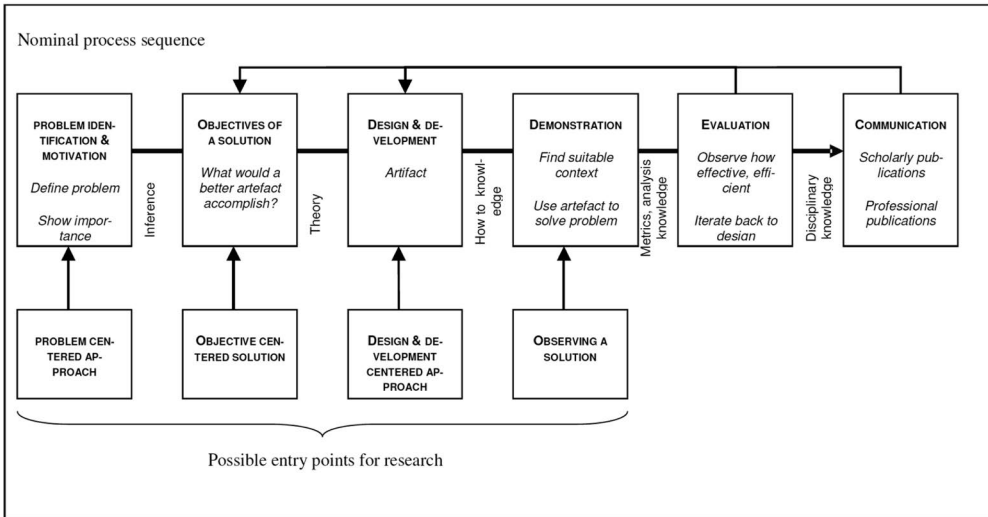 Nominal process sequence
PROBLEM IDEN-
TIFICATION &
MOTIVATION
Define problem
Show impor-
tance
Inference
OBJECTIVES OF
A SOLUTION
What would a
better artefact
accomplish?
Theory
DESIGN & DE-
VELOPMENT
Artifact
How to knowl-
edge
DEMONSTRATION
Find suitable
context
Use artefact to
solve problem
Metrics, analysis
knowledge
EVALUATION
Observe how
effective, effi-
cient
Iterate back to
design
Disciplinary
knowledge
COMMUNICATION
Scholarly pub-
lications
Professional
publications
PROBLEM CEN-
TERED AP-
PROACH
OBJECTIVE CEN-
TERED SOLUTION
DESIGN & DE-
VELOPMENT
CENTERED AP-
PROACH
OBSERVING A
SOLUTION
Possible entry points for research